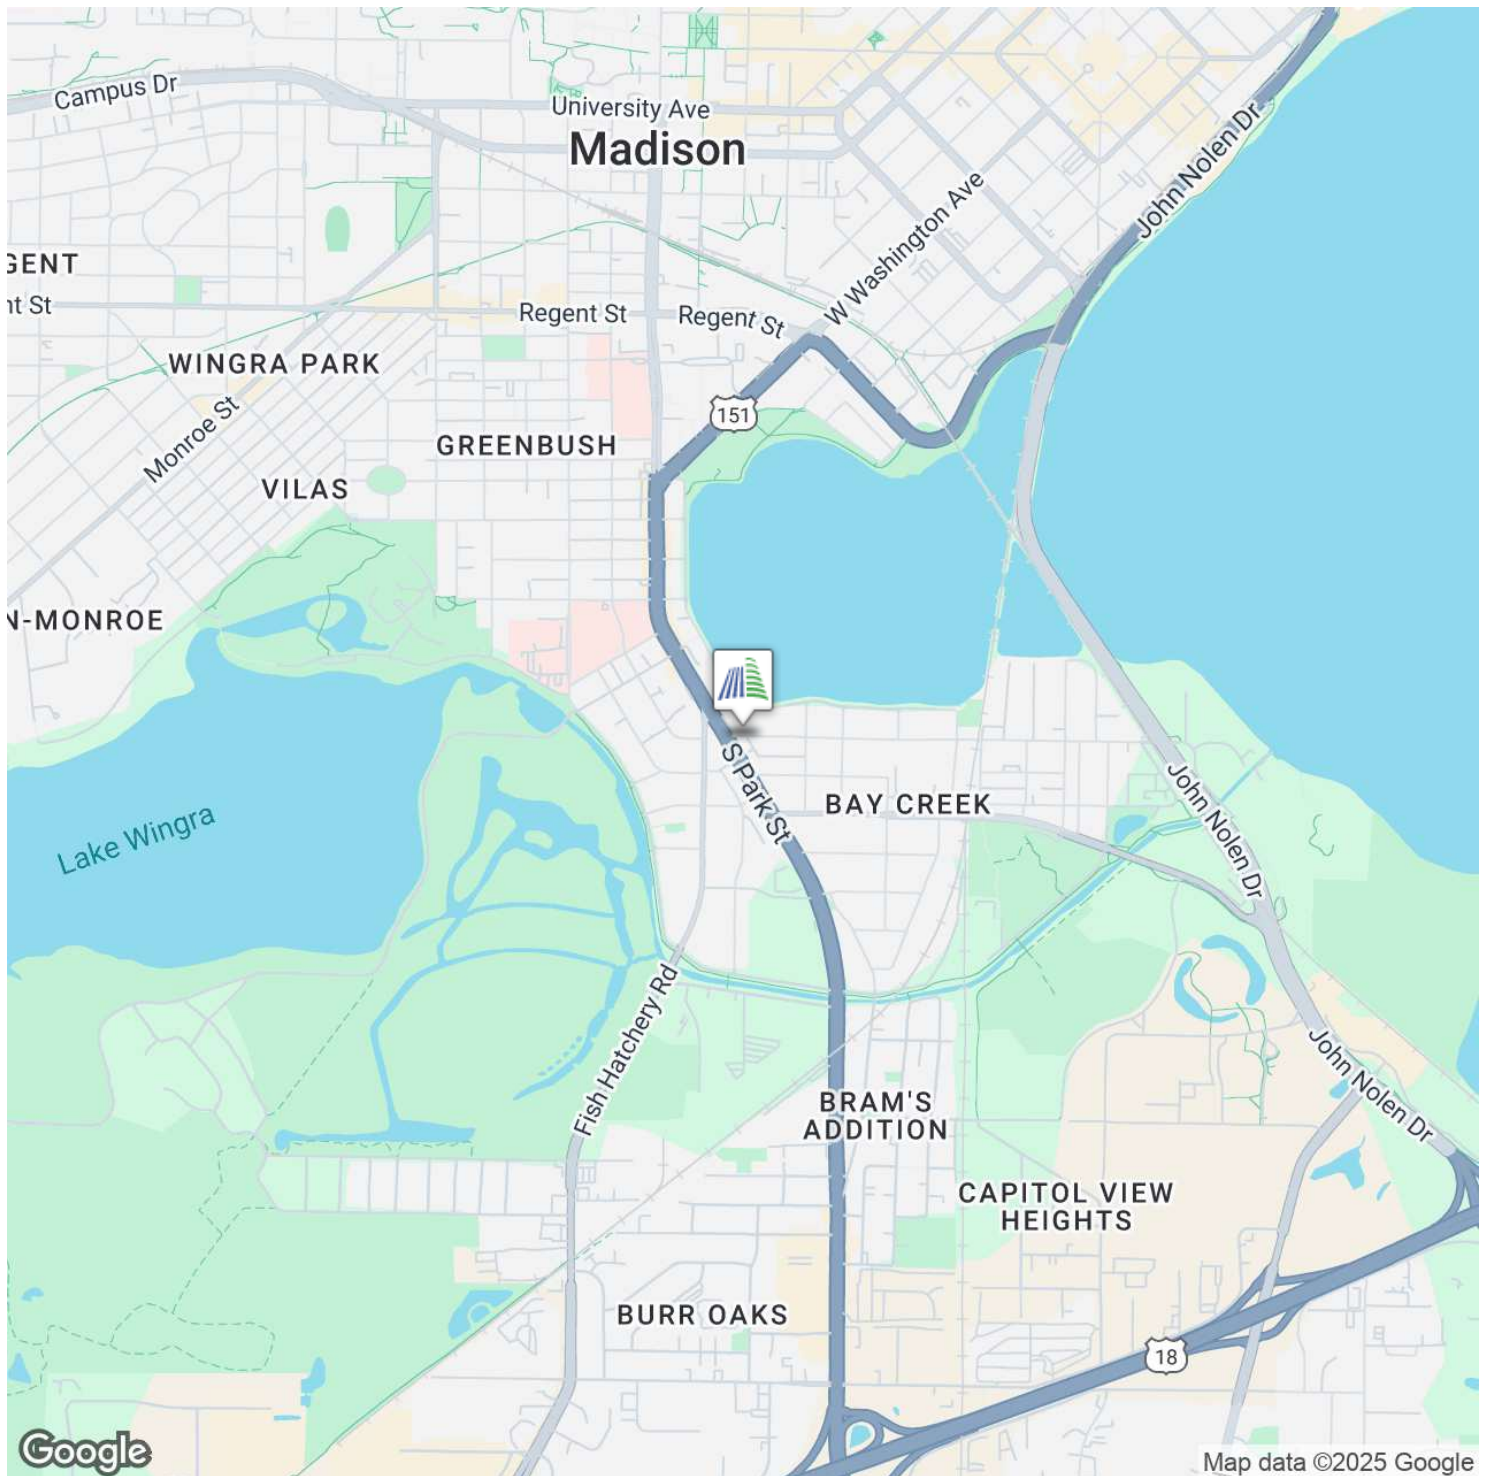 Campus Dr
University Ave
Madison
John Nolen Dr
W Washington Ave
GENT
nt St
Regent St
Regent St
WINGRA PARK
151
Monroe St
GREENBUSH
VILAS
N-MONROE
S Park St
BAY CREEK
John Nolen Dr
Lake Wingra
Fish Hatchery Rd
John Nolen Dr
BRAM'S
ADDITION
CAPITOL VIEW
HEIGHTS
BURR OAKS
18
Google
Map data ©2025 Google